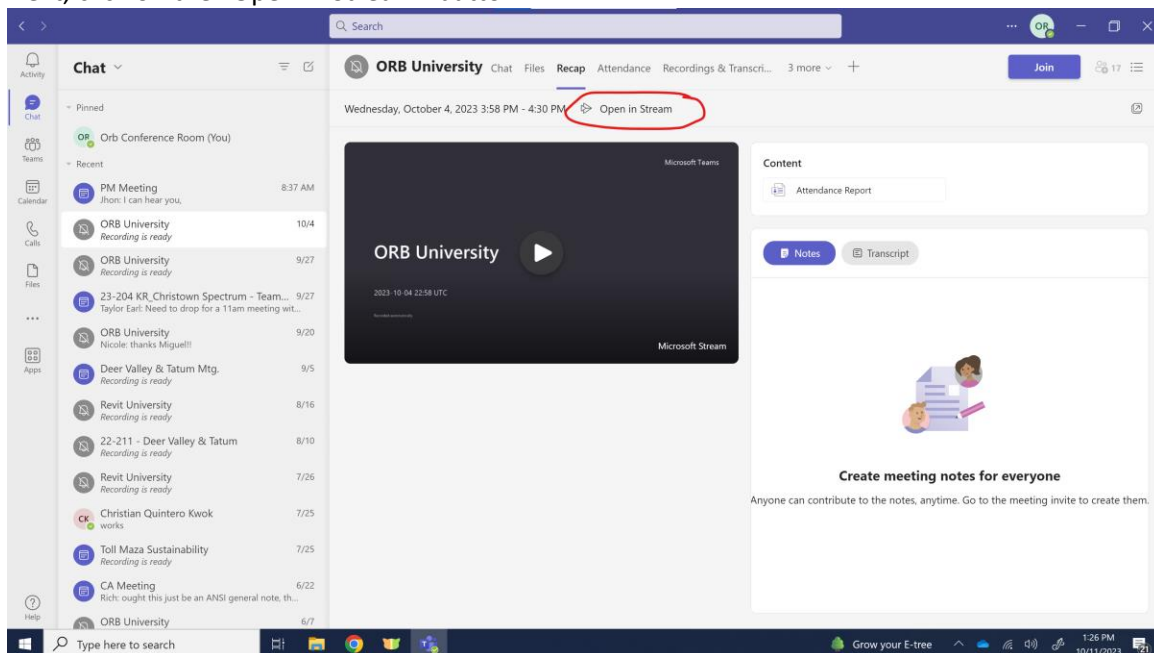 Search
OR
Activity
Chat
Teams
Calendar
Calls
Files
Apps
Help
Chat
Pinned
OR Orb Conference Room (You)
Recent
PM Meeting 8:37 AM
Jhon: I can hear you,
ORB University 10/4
Recording is ready
ORB University 9/27
Recording is ready
23-204 KR_Christown Spectrum - Team... 9/27
Taylor Earl: Need to drop for a 11am meeting wit...
ORB University 9/20
Nicole: thanks Miguel!!
Deer Valley & Tatum Mtg. 9/5
Recording is ready
Revit University 8/16
Recording is ready
22-211 - Deer Valley & Tatum 8/10
Recording is ready
Revit University 7/26
Recording is ready
CK Christian Quintero Kwok 7/25
works
Toll Maza Sustainability 7/25
Recording is ready
CA Meeting 6/22
Rich: ought this just be an ANSI general note, th...
ORB University 6/7
ORB University Chat Files Recap Attendance Recordings & Transcri... 3 more + Join 17
Wednesday, October 4, 2023 3:58 PM - 4:30 PM Open in Stream
Microsoft Teams
ORB University
2023-10-04 22:58 UTC
Microsoft Stream
Content
Attendance Report
Notes Transcript
Create meeting notes for everyone
Anyone can contribute to the notes, anytime. Go to the meeting invite to create them.
Type here to search
Grow your E-tree
1:26 PM
10/11/2023
21